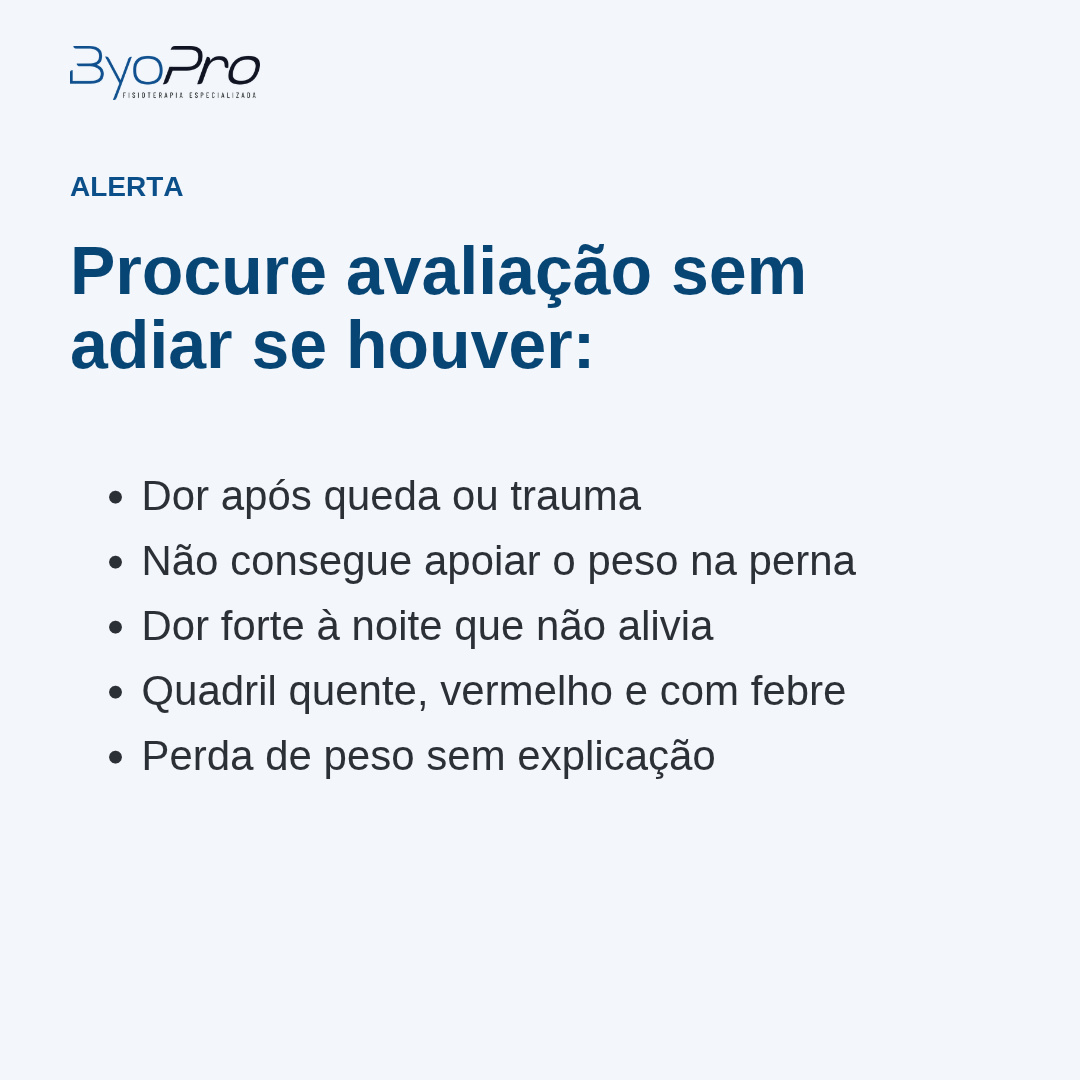 ByoPro
FISIOTERAPIA ESPECIALIZADA
ALERTA
Procure avaliação sem
adiar se houver:
• Dor após queda ou trauma
• Não consegue apoiar o peso na perna
• Dor forte à noite que não alivia
• Quadril quente, vermelho e com febre
• Perda de peso sem explicação